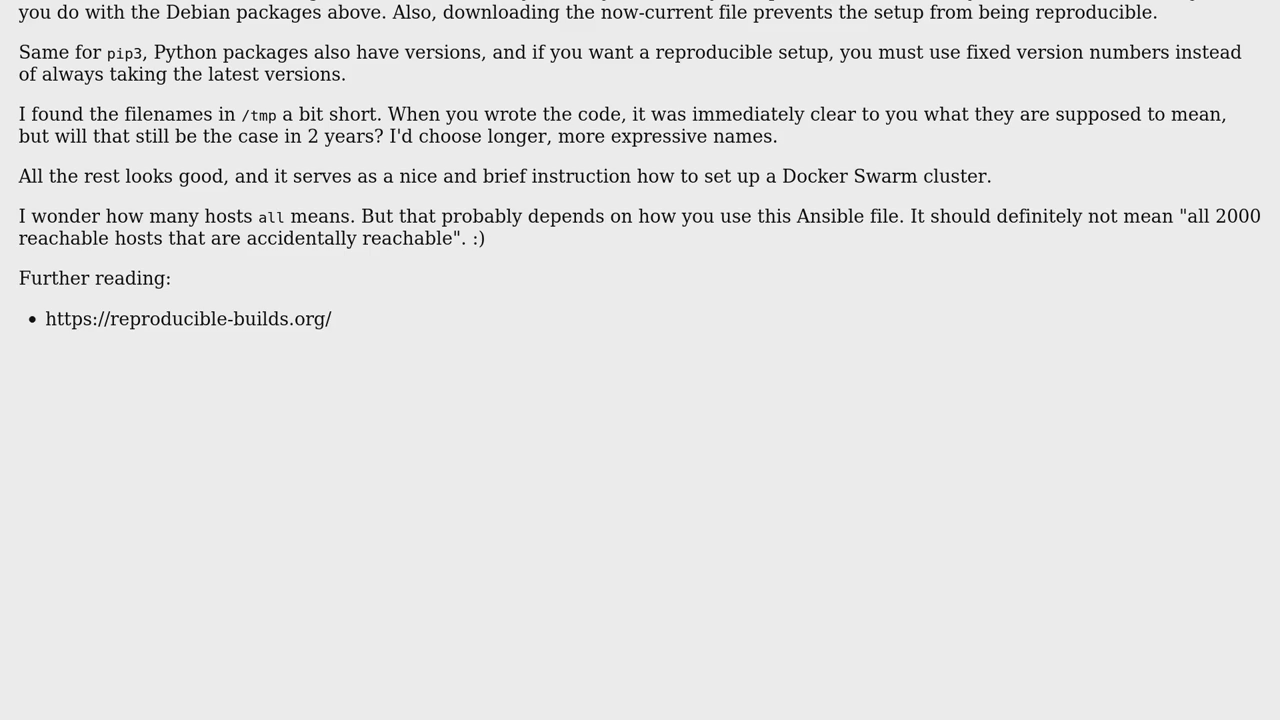 you do with the Debian packages above. Also, downloading the now-current file prevents the setup from being reproducible.
Same for pip3, Python packages also have versions, and if you want a reproducible setup, you must use fixed version numbers instead
of always taking the latest versions.
I found the filenames in /tmp a bit short. When you wrote the code, it was immediately clear to you what they are supposed to mean,
but will that still be the case in 2 years? I'd choose longer, more expressive names.
All the rest looks good, and it serves as a nice and brief instruction how to set up a Docker Swarm cluster.
I wonder how many hosts all means. But that probably depends on how you use this Ansible file. It should definitely not mean "all 2000
reachable hosts that are accidentally reachable". :)
Further reading:
• https://reproducible-builds.org/